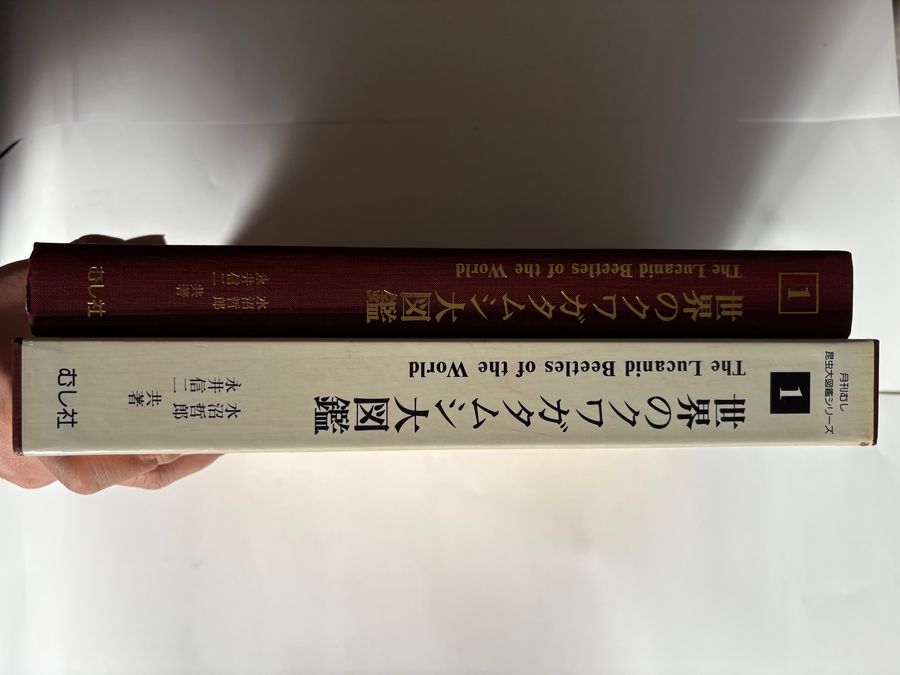 1
世界のクワガタムシ大図鑑
The Lucanid Beetles of the World
水沼哲郎
永井信二
共著
むし社
月刊むし
昆虫大図鑑シリーズ
1
世界のクワガタムシ大図鑑
The Lucanid Beetles of the World
水沼哲郎
永井信二
共著
むし社